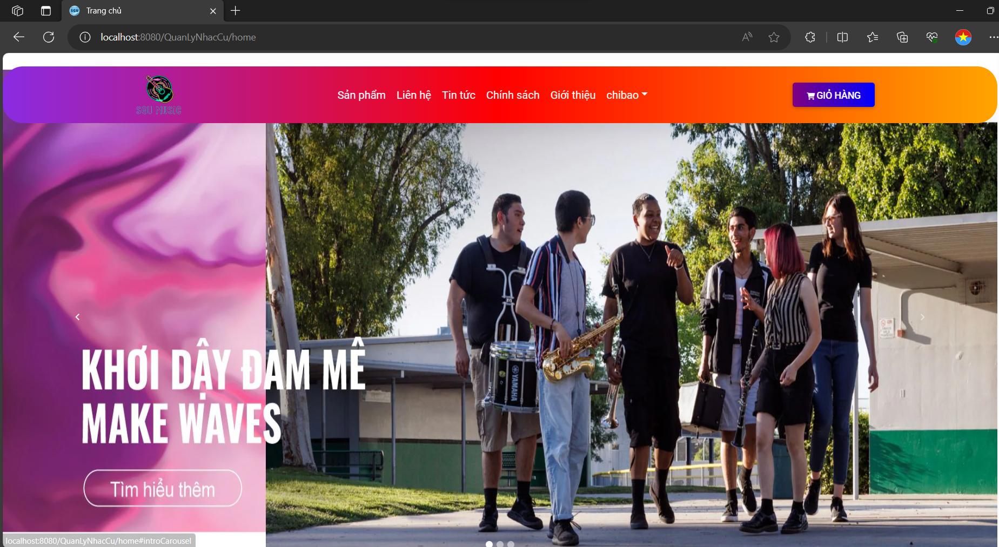 Trang chủ
localhost:8080/QuanLyNhacCu/home
SGU MUSIC
Sản phẩm Liên hệ Tin tức Chính sách Giới thiệu chibao
GIỎ HÀNG
KHƠI DẬY ĐAM MÊ
MAKE WAVES
YAMAHA
Tìm hiểu thêm
localhost:8080/QuanLyNhacCu/home#introCarousel